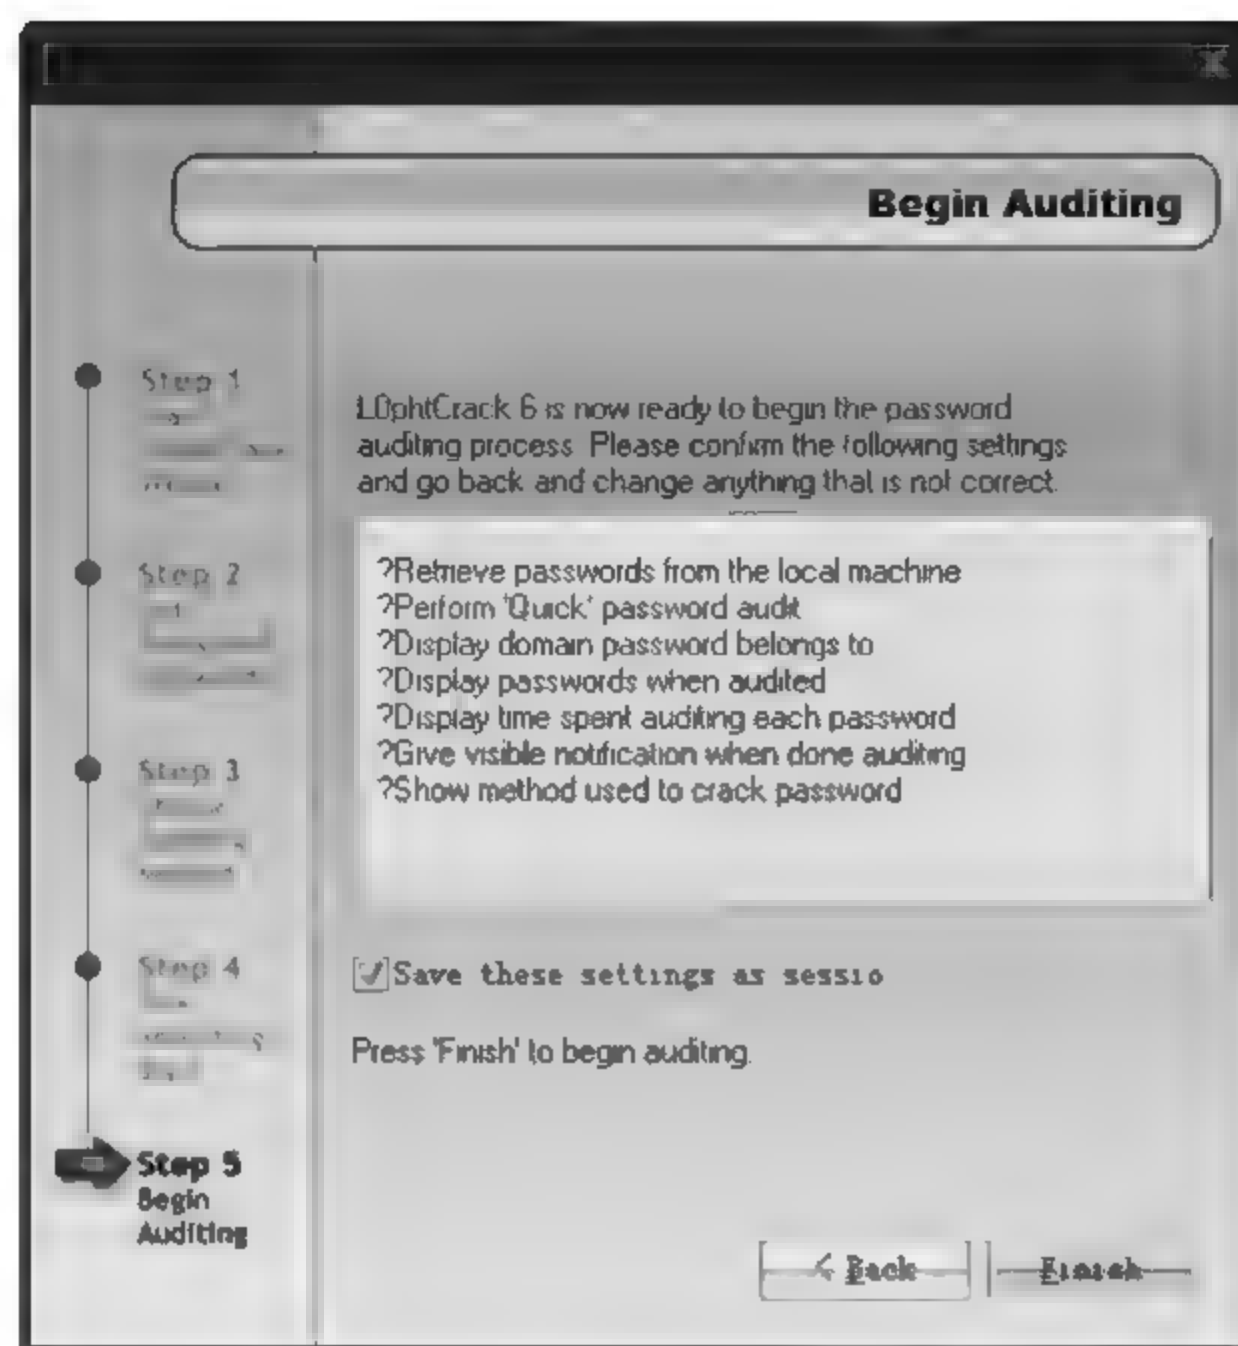 Begin Auditing
Step 1
L0phtCrack 6 is now ready to begin the password
auditing process. Please confirm the following settings
and go back and change anything that is not correct.
?Retrieve passwords from the local machine
?Perform 'Quick' password audit
?Display domain password belongs to
?Display passwords when audited
?Display time spent auditing each password
?Give visible notification when done auditing
?Show method used to crack password
Step 2
Step 3
Step 4
Save these settings as sessio
Press 'Finish' to begin auditing.
Step 5
Begin
Auditing
< Back
Finish